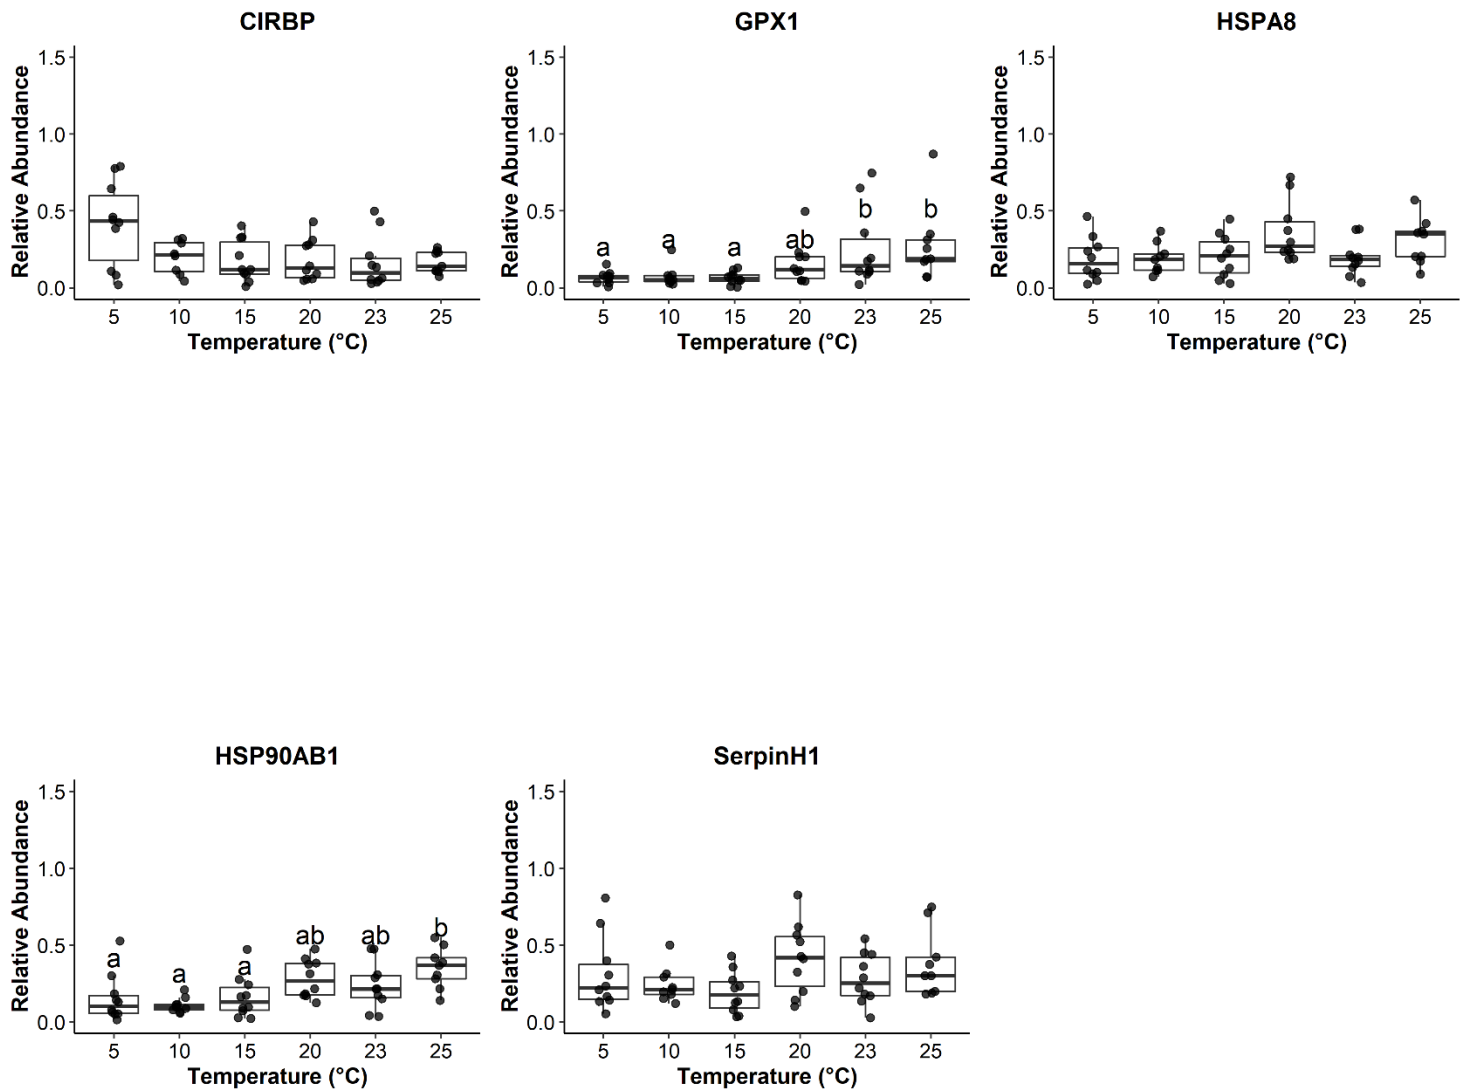 CIRBP
GPX1
HSPA8
Relative Abundance
1.5
1.0
0.5
0.0
5 10 15 20 23 25
Temperature (°C)
Relative Abundance
1.5
1.0
0.5
0.0
a a a ab b b
5 10 15 20 23 25
Temperature (°C)
Relative Abundance
1.5
1.0
0.5
0.0
5 10 15 20 23 25
Temperature (°C)
HSP90AB1
SerpinH1
Relative Abundance
1.5
1.0
0.5
0.0
a a a ab ab b
5 10 15 20 23 25
Temperature (°C)
Relative Abundance
1.5
1.0
0.5
0.0
5 10 15 20 23 25
Temperature (°C)